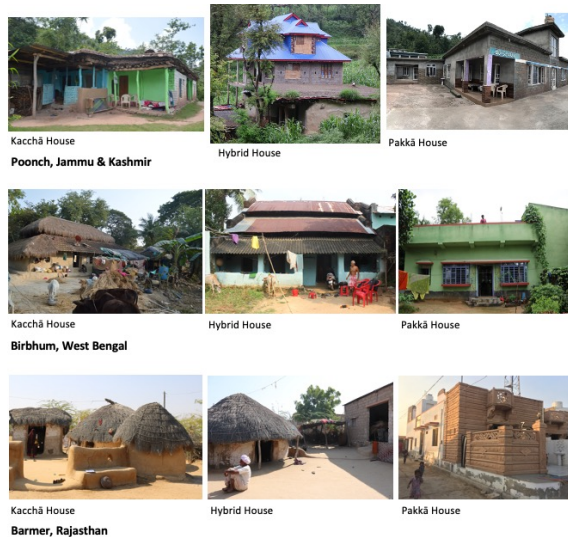 Kacchā House
Hybrid House
Pakkā House
Poonch, Jammu & Kashmir
Kacchā House
Hybrid House
Pakkā House
Birbhum, West Bengal
Kacchā House
Hybrid House
Pakkā House
Barmer, Rajasthan